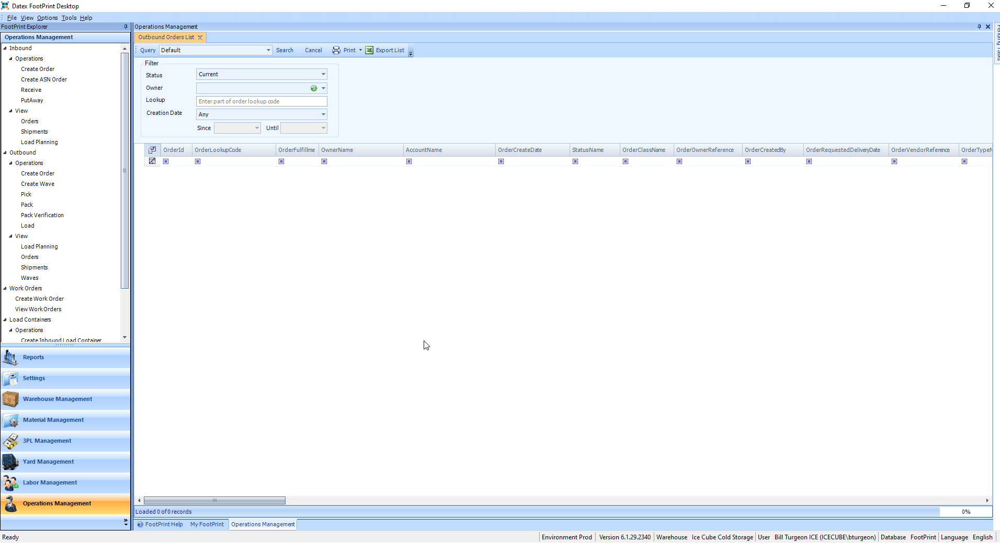 Datex FootPrint Desktop
File View Options Tools Help
FootPrint Explorer
Operations Management
Inbound
Operations
Create Order
Create ASN Order
Receive
PutAway
View
Orders
Shipments
Load Planning
Outbound
Operations
Create Order
Create Wave
Pick
Pack
Pack Verification
Load
View
Load Planning
Orders
Shipments
Waves
Work Orders
Create Work Order
View Work Orders
Load Containers
Operations
Create Inbound Load Container
Reports
Settings
Warehouse Management
Material Management
3PL Management
Yard Management
Labor Management
Operations Management
Operations Management
Outbound Orders List
Query Default Search Cancel Print Export List
Filter
Status Current
Owner
Lookup Enter part of order lookup code
Creation Date Any
Since Until
OrderId OrderLookupCode OrderFulfillme OwnerName AccountName OrderCreateDate StatusName OrderClassName OrderOwnerReference OrderCreatedBy OrderRequestedDeliveryDate OrderVendorReference OrderTypeN
Loaded 0 of 0 records 0%
FootPrint Help My FootPrint Operations Management
Pending Tasks
Ready Environment Prod Version 6.1.29.2340 Warehouse Ice Cube Cold Storage User Bill Turgeon ICE (ICECUBE\bturgeon) Database FootPrint Language English